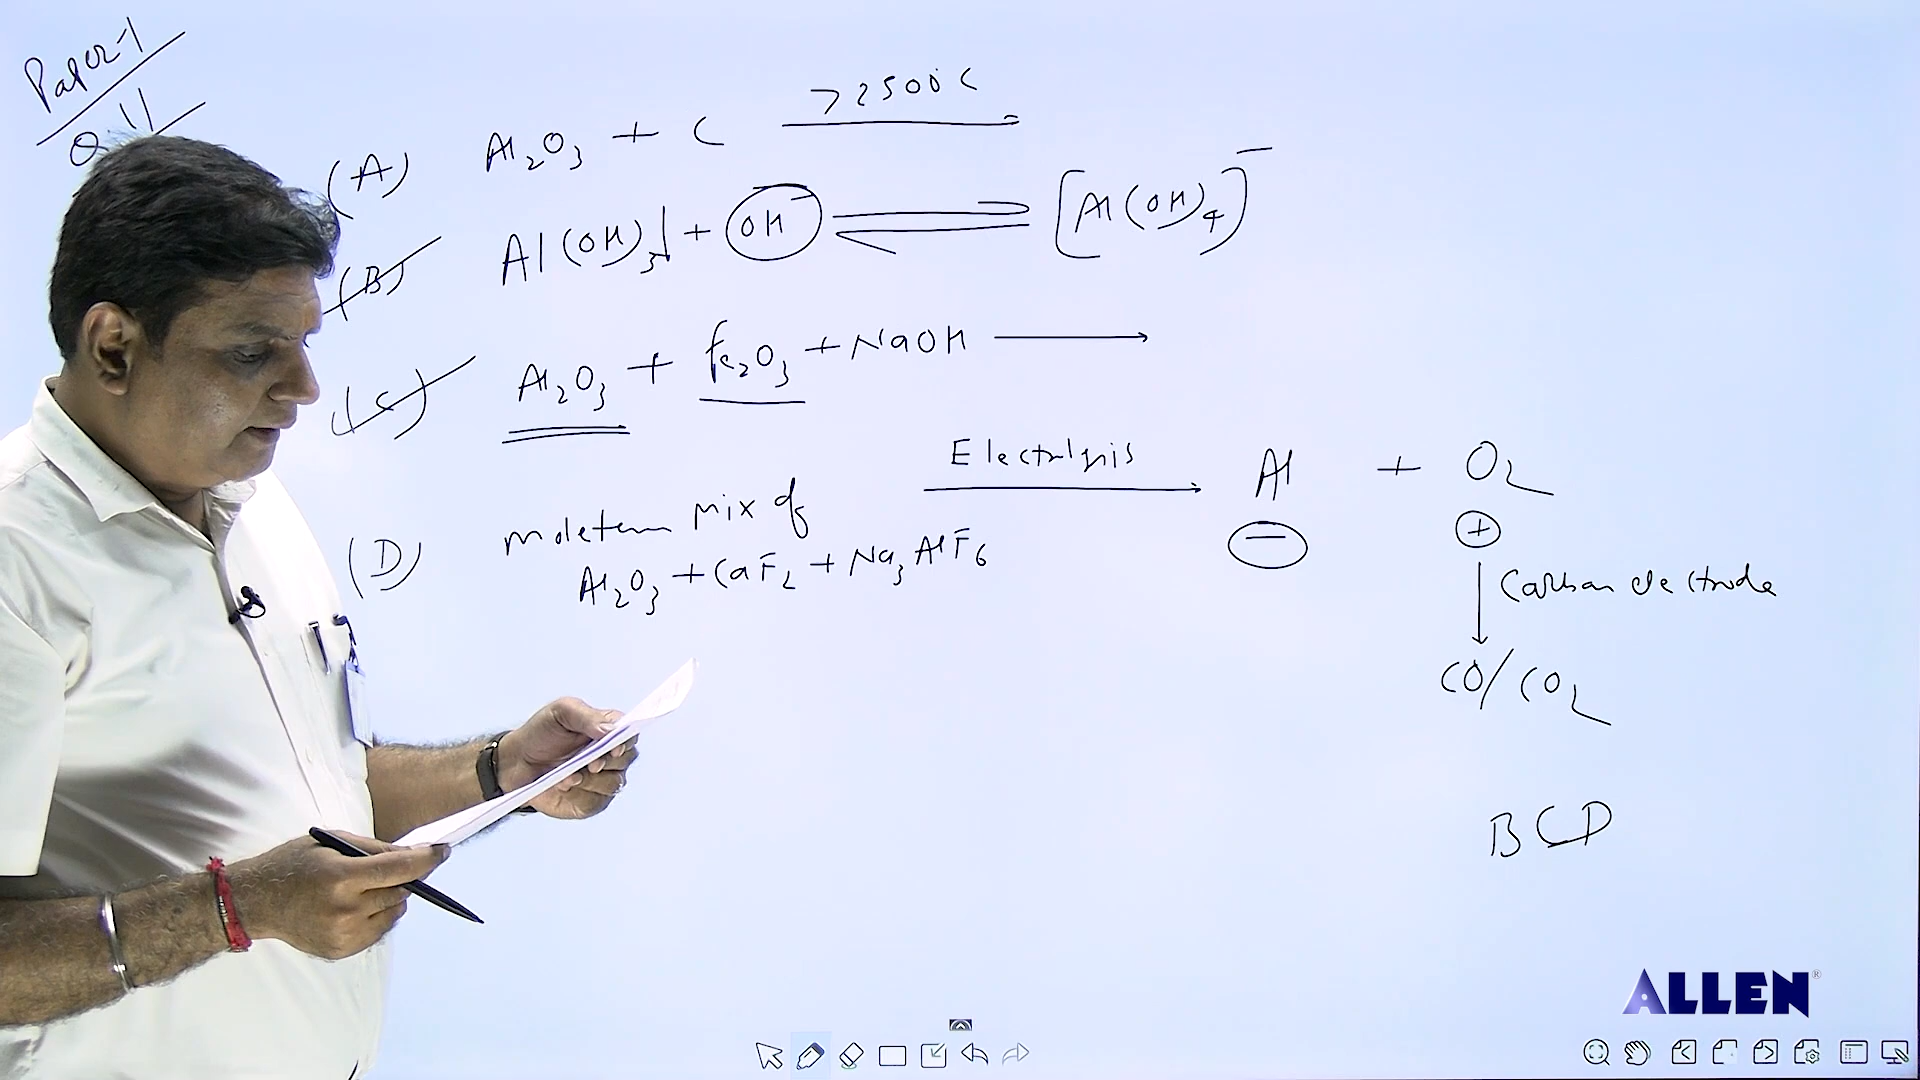 Paper-1
Q.11
(A) Al₂O₃ + C >2500°C
(B) Al(OH)₃↓ + OH⁻ ⇌ [Al(OH)₄]⁻
(C) Al₂O₃ + Fe₂O₃ + NaOH →
(D) moletem mix of Al₂O₃ + CaF₂ + Na₃AlF₆ Electrolysis → Al + O₂
− +
Carbon electrode
CO/CO₂
BCD
ALLEN®